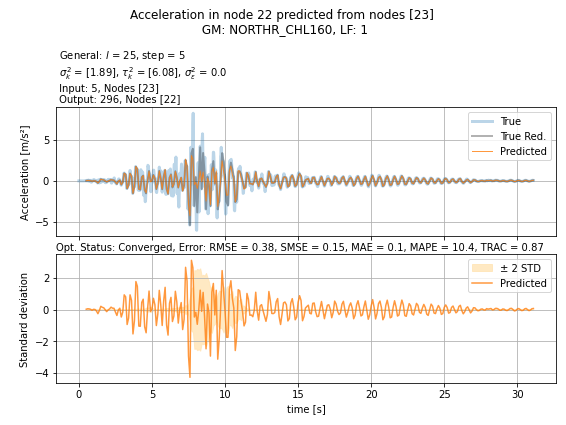 Acceleration in node 22 predicted from nodes [23]
GM: NORTHR_CHL160, LF: 1
General: l = 25, step = 5
σ²ₖ = [1.89], τ²ₖ = [6.08], σ²ε = 0.0
Input: 5, Nodes [23]
Output: 296, Nodes [22]
Acceleration [m/s²]
5
0
−5
True
True Red.
Predicted
Opt. Status: Converged, Error: RMSE = 0.38, SMSE = 0.15, MAE = 0.1, MAPE = 10.4, TRAC = 0.87
Standard deviation
2
0
−2
−4
± 2 STD
Predicted
0 5 10 15 20 25 30
time [s]